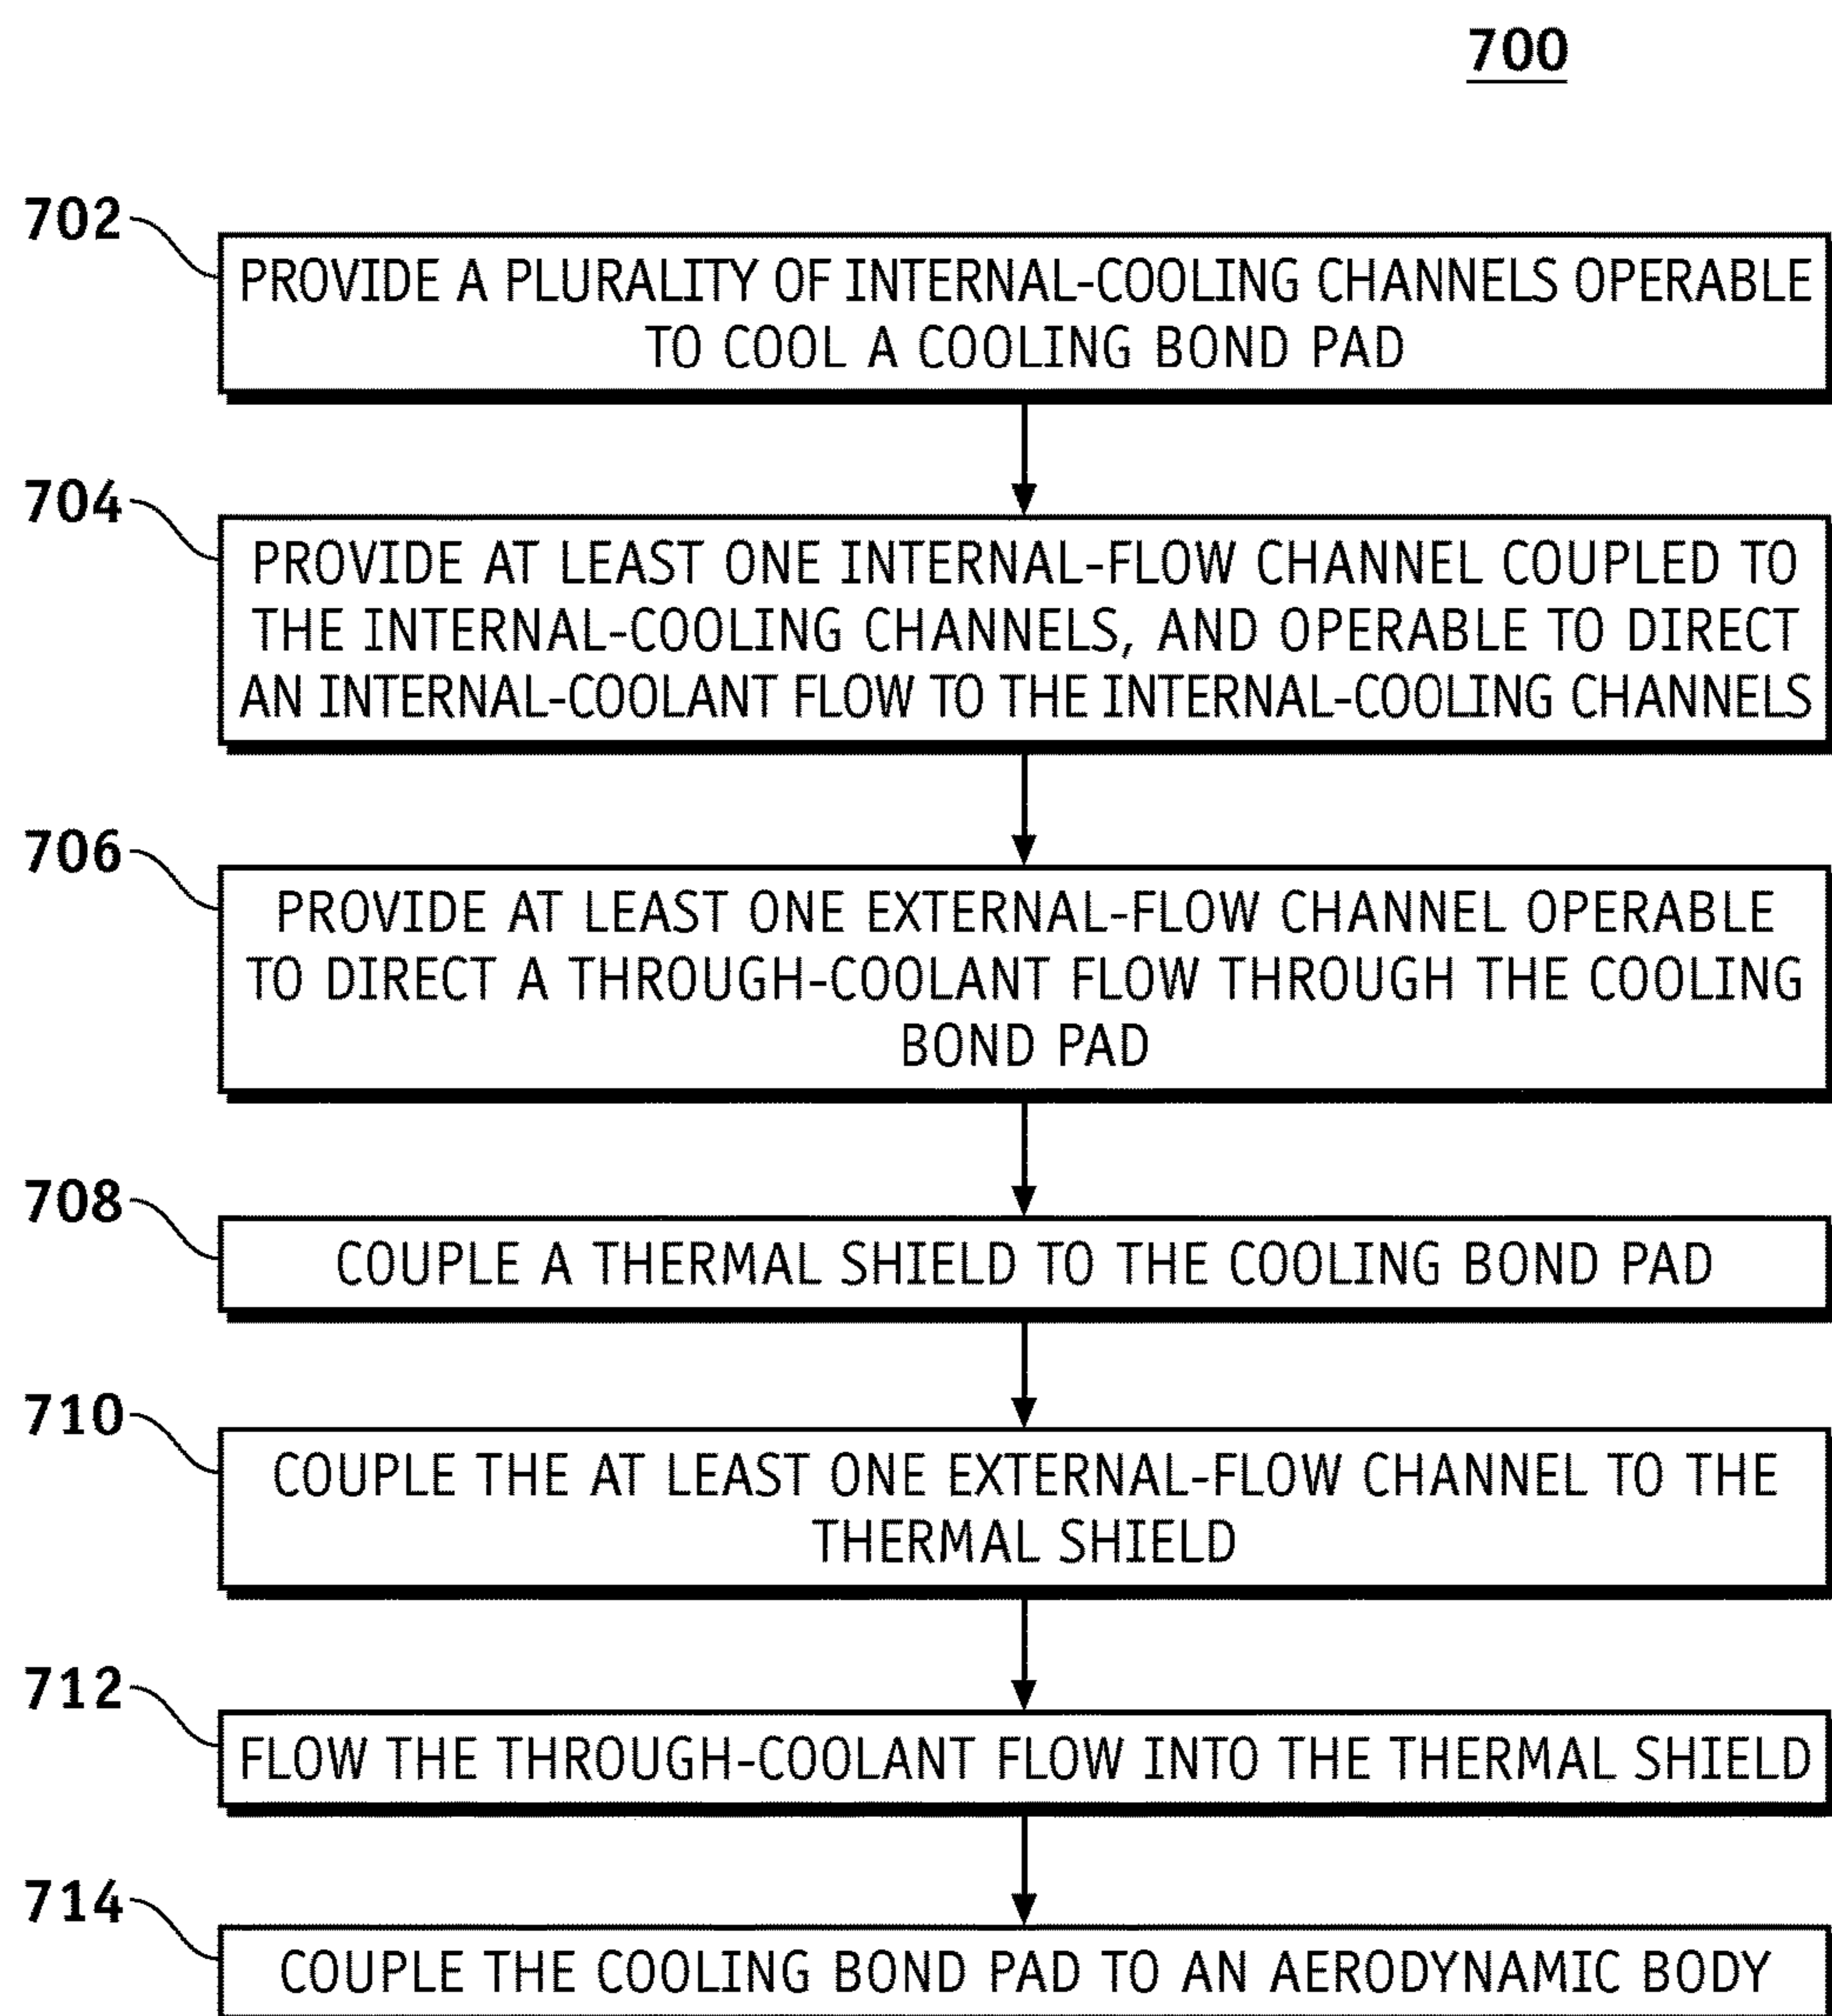 700
702
PROVIDE A PLURALITY OF INTERNAL-COOLING CHANNELS OPERABLE
TO COOL A COOLING BOND PAD
704
PROVIDE AT LEAST ONE INTERNAL-FLOW CHANNEL COUPLED TO
THE INTERNAL-COOLING CHANNELS, AND OPERABLE TO DIRECT
AN INTERNAL-COOLANT FLOW TO THE INTERNAL-COOLING CHANNELS
706
PROVIDE AT LEAST ONE EXTERNAL-FLOW CHANNEL OPERABLE
TO DIRECT A THROUGH-COOLANT FLOW THROUGH THE COOLING
BOND PAD
708
COUPLE A THERMAL SHIELD TO THE COOLING BOND PAD
710
COUPLE THE AT LEAST ONE EXTERNAL-FLOW CHANNEL TO THE
THERMAL SHIELD
712
FLOW THE THROUGH-COOLANT FLOW INTO THE THERMAL SHIELD
714
COUPLE THE COOLING BOND PAD TO AN AERODYNAMIC BODY